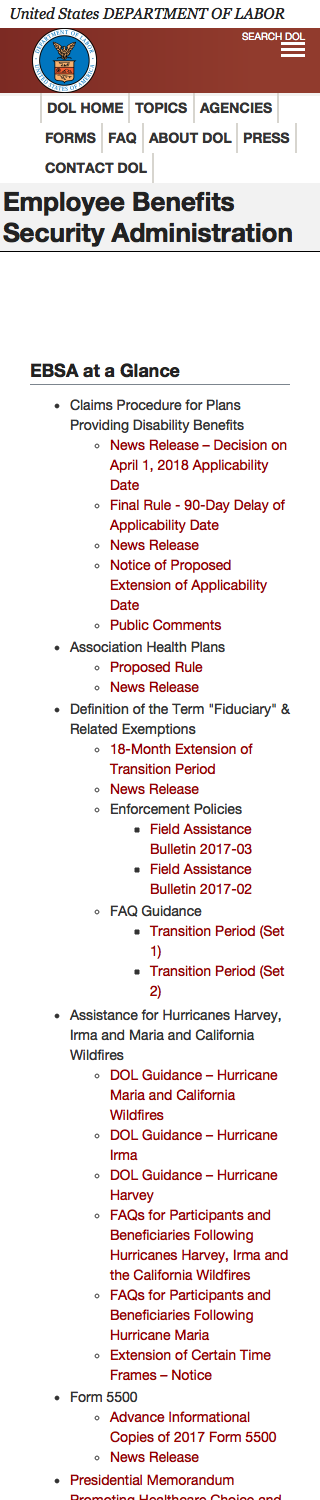 United States DEPARTMENT OF LABOR
SEARCH DOL
DOL HOME TOPICS AGENCIES
FORMS FAQ ABOUT DOL PRESS
CONTACT DOL
Employee Benefits
Security Administration
EBSA at a Glance
Claims Procedure for Plans
Providing Disability Benefits
News Release – Decision on
April 1, 2018 Applicability
Date
Final Rule - 90-Day Delay of
Applicability Date
News Release
Notice of Proposed
Extension of Applicability
Date
Public Comments
Association Health Plans
Proposed Rule
News Release
Definition of the Term "Fiduciary" &
Related Exemptions
18-Month Extension of
Transition Period
News Release
Enforcement Policies
Field Assistance
Bulletin 2017-03
Field Assistance
Bulletin 2017-02
FAQ Guidance
Transition Period (Set
1)
Transition Period (Set
2)
Assistance for Hurricanes Harvey,
Irma and Maria and California
Wildfires
DOL Guidance – Hurricane
Maria and California
Wildfires
DOL Guidance – Hurricane
Irma
DOL Guidance – Hurricane
Harvey
FAQs for Participants and
Beneficiaries Following
Hurricanes Harvey, Irma and
the California Wildfires
FAQs for Participants and
Beneficiaries Following
Hurricane Maria
Extension of Certain Time
Frames – Notice
Form 5500
Advance Informational
Copies of 2017 Form 5500
News Release
Presidential Memorandum
Promoting Healthcare Choice and